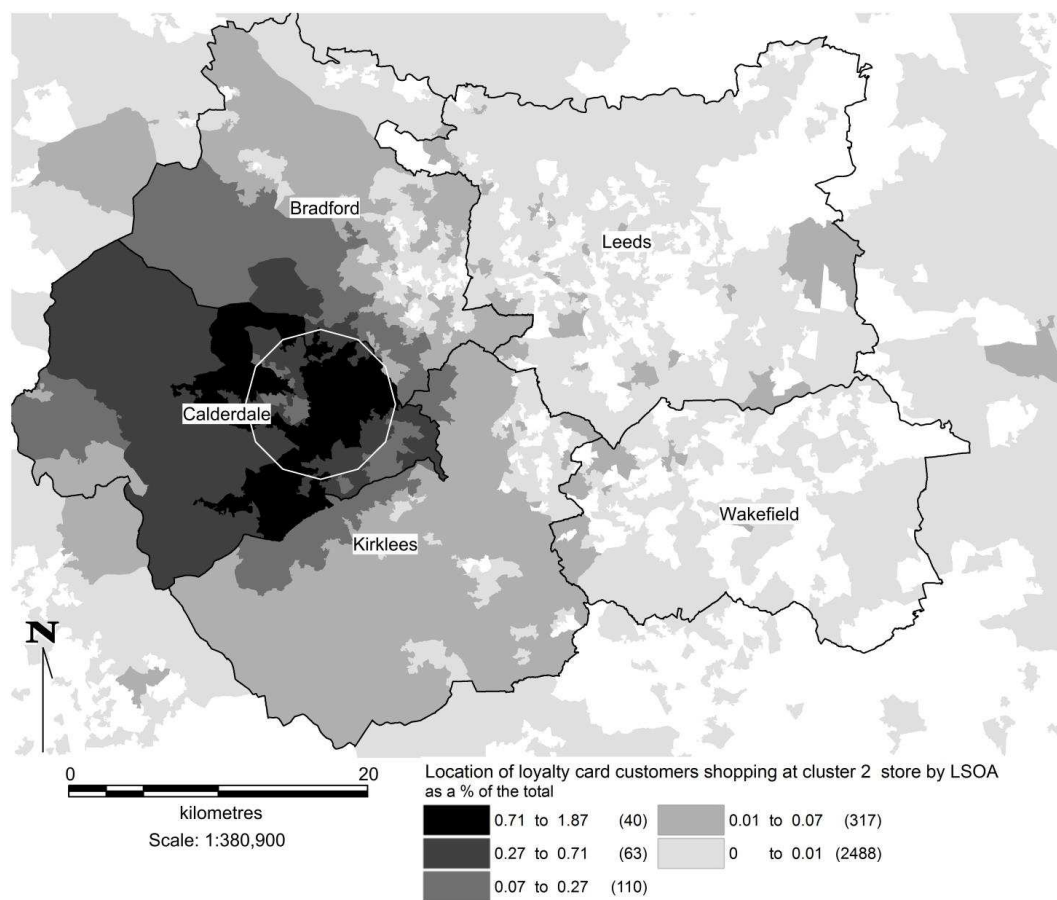 Bradford
Leeds
Calderdale
Wakefield
Kirklees
N
0 20
kilometres
Scale: 1:380,900
Location of loyalty card customers shopping at cluster 2 store by LSOA
as a % of the total
0.71 to 1.87 (40)
0.27 to 0.71 (63)
0.07 to 0.27 (110)
0.01 to 0.07 (317)
0 to 0.01 (2488)